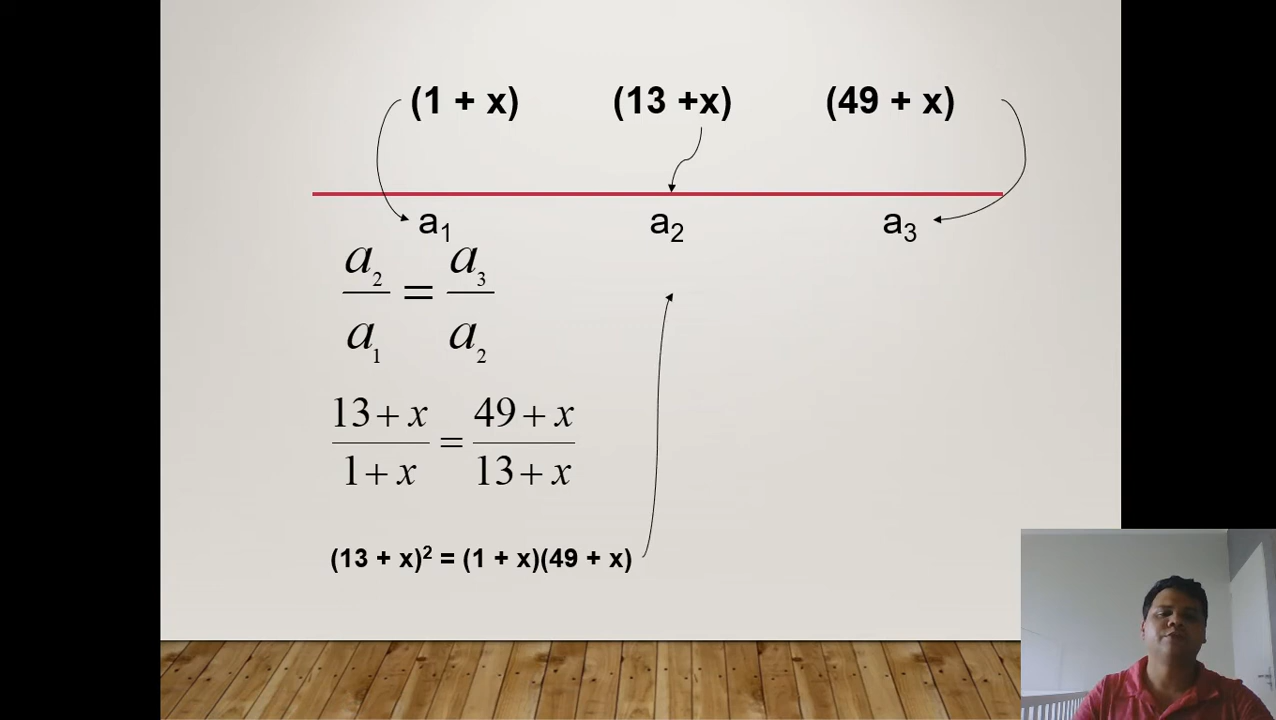 (1 + x) (13 +x) (49 + x)
a₁ a₂ a₃
a₂/a₁ = a₃/a₂
13 + x/1 + x = 49 + x/13 + x
(13 + x)² = (1 + x)(49 + x)